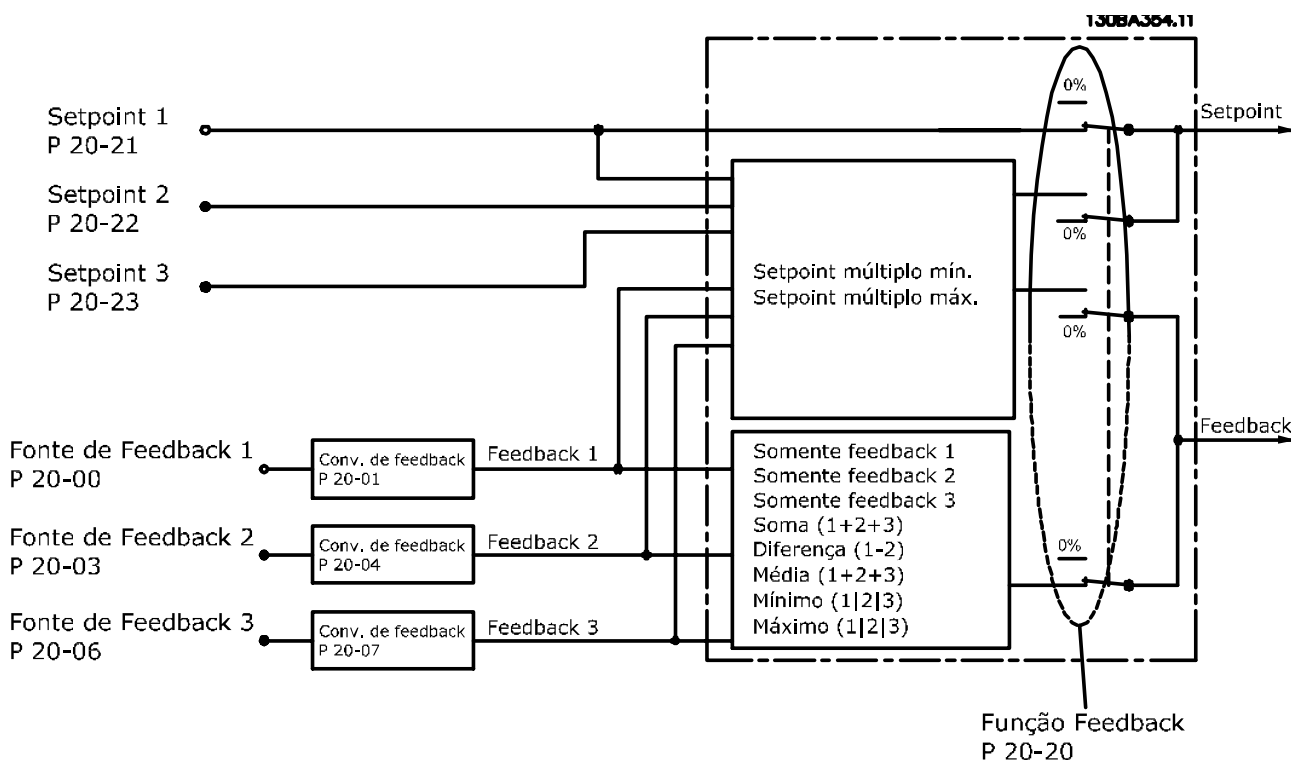 130BA354.11
Setpoint 1
P 20-21
Setpoint 2
P 20-22
Setpoint 3
P 20-23
0%
Setpoint
0%
Setpoint múltiplo mín.
Setpoint múltiplo máx.
0%
Feedback
Fonte de Feedback 1
P 20-00
Conv. de feedback
P 20-01
Feedback 1
Fonte de Feedback 2
P 20-03
Conv. de feedback
P 20-04
Feedback 2
Fonte de Feedback 3
P 20-06
Conv. de feedback
P 20-07
Feedback 3
Somente feedback 1
Somente feedback 2
Somente feedback 3
Soma (1+2+3)
Diferença (1-2)
Média (1+2+3)
Mínimo (1|2|3)
Máximo (1|2|3)
0%
Função Feedback
P 20-20